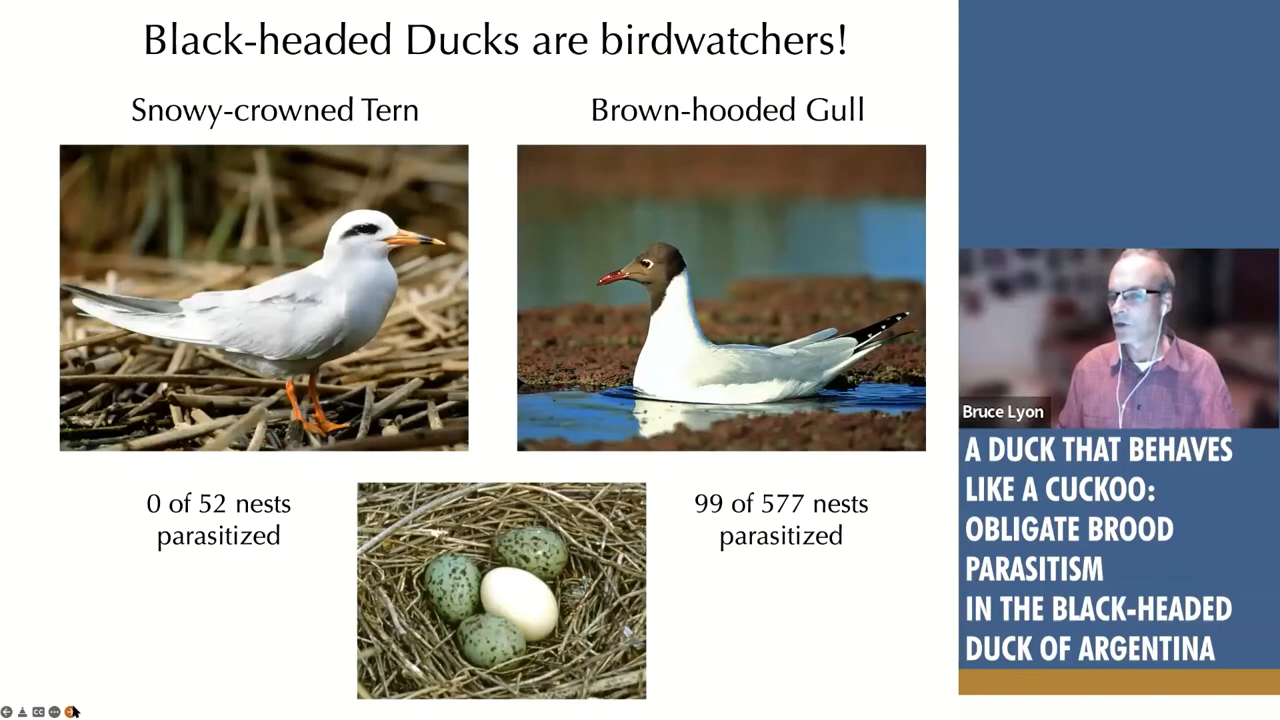 Black-headed Ducks are birdwatchers!
Snowy-crowned Tern
Brown-hooded Gull
0 of 52 nests
parasitized
99 of 577 nests
parasitized
Bruce Lyon
A DUCK THAT BEHAVES
LIKE A CUCKOO:
OBLIGATE BROOD
PARASITISM
IN THE BLACK-HEADED
DUCK OF ARGENTINA